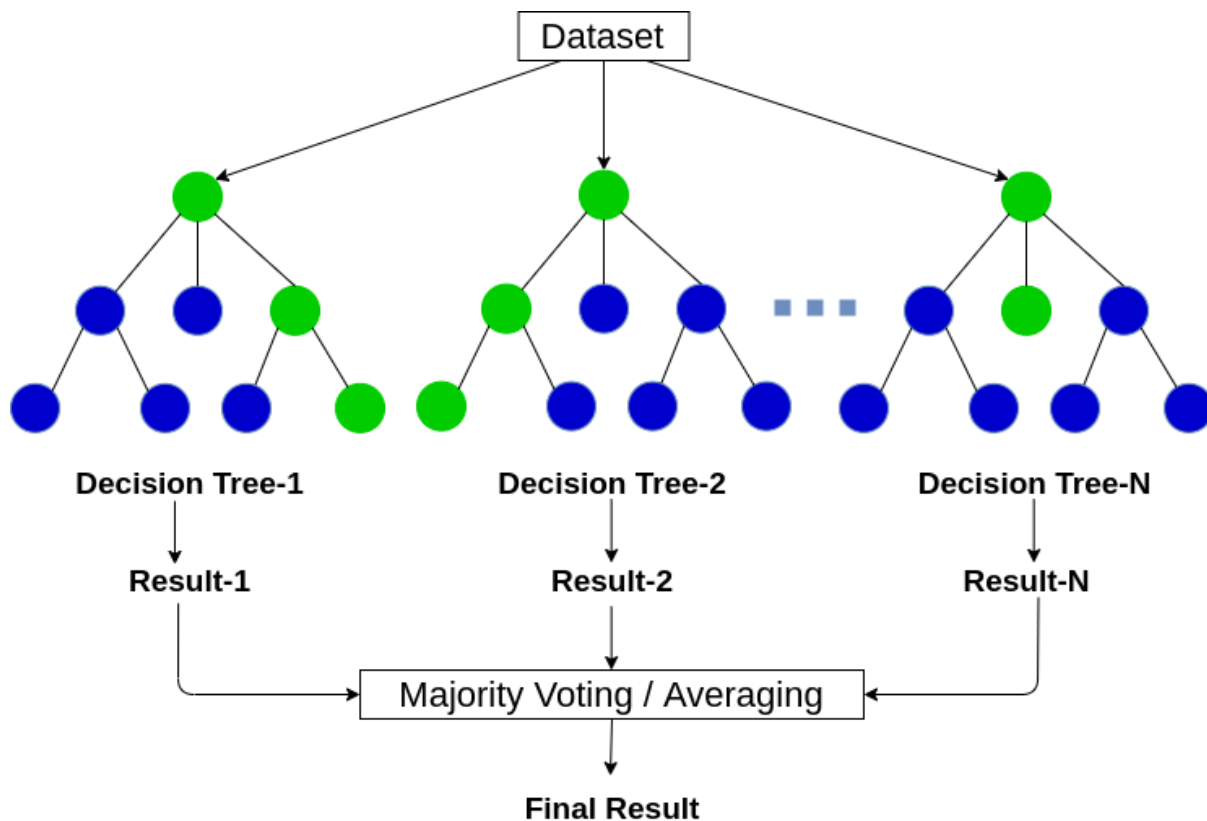 Dataset
Decision Tree-1
Decision Tree-2
Decision Tree-N
Result-1
Result-2
Result-N
Majority Voting / Averaging
Final Result